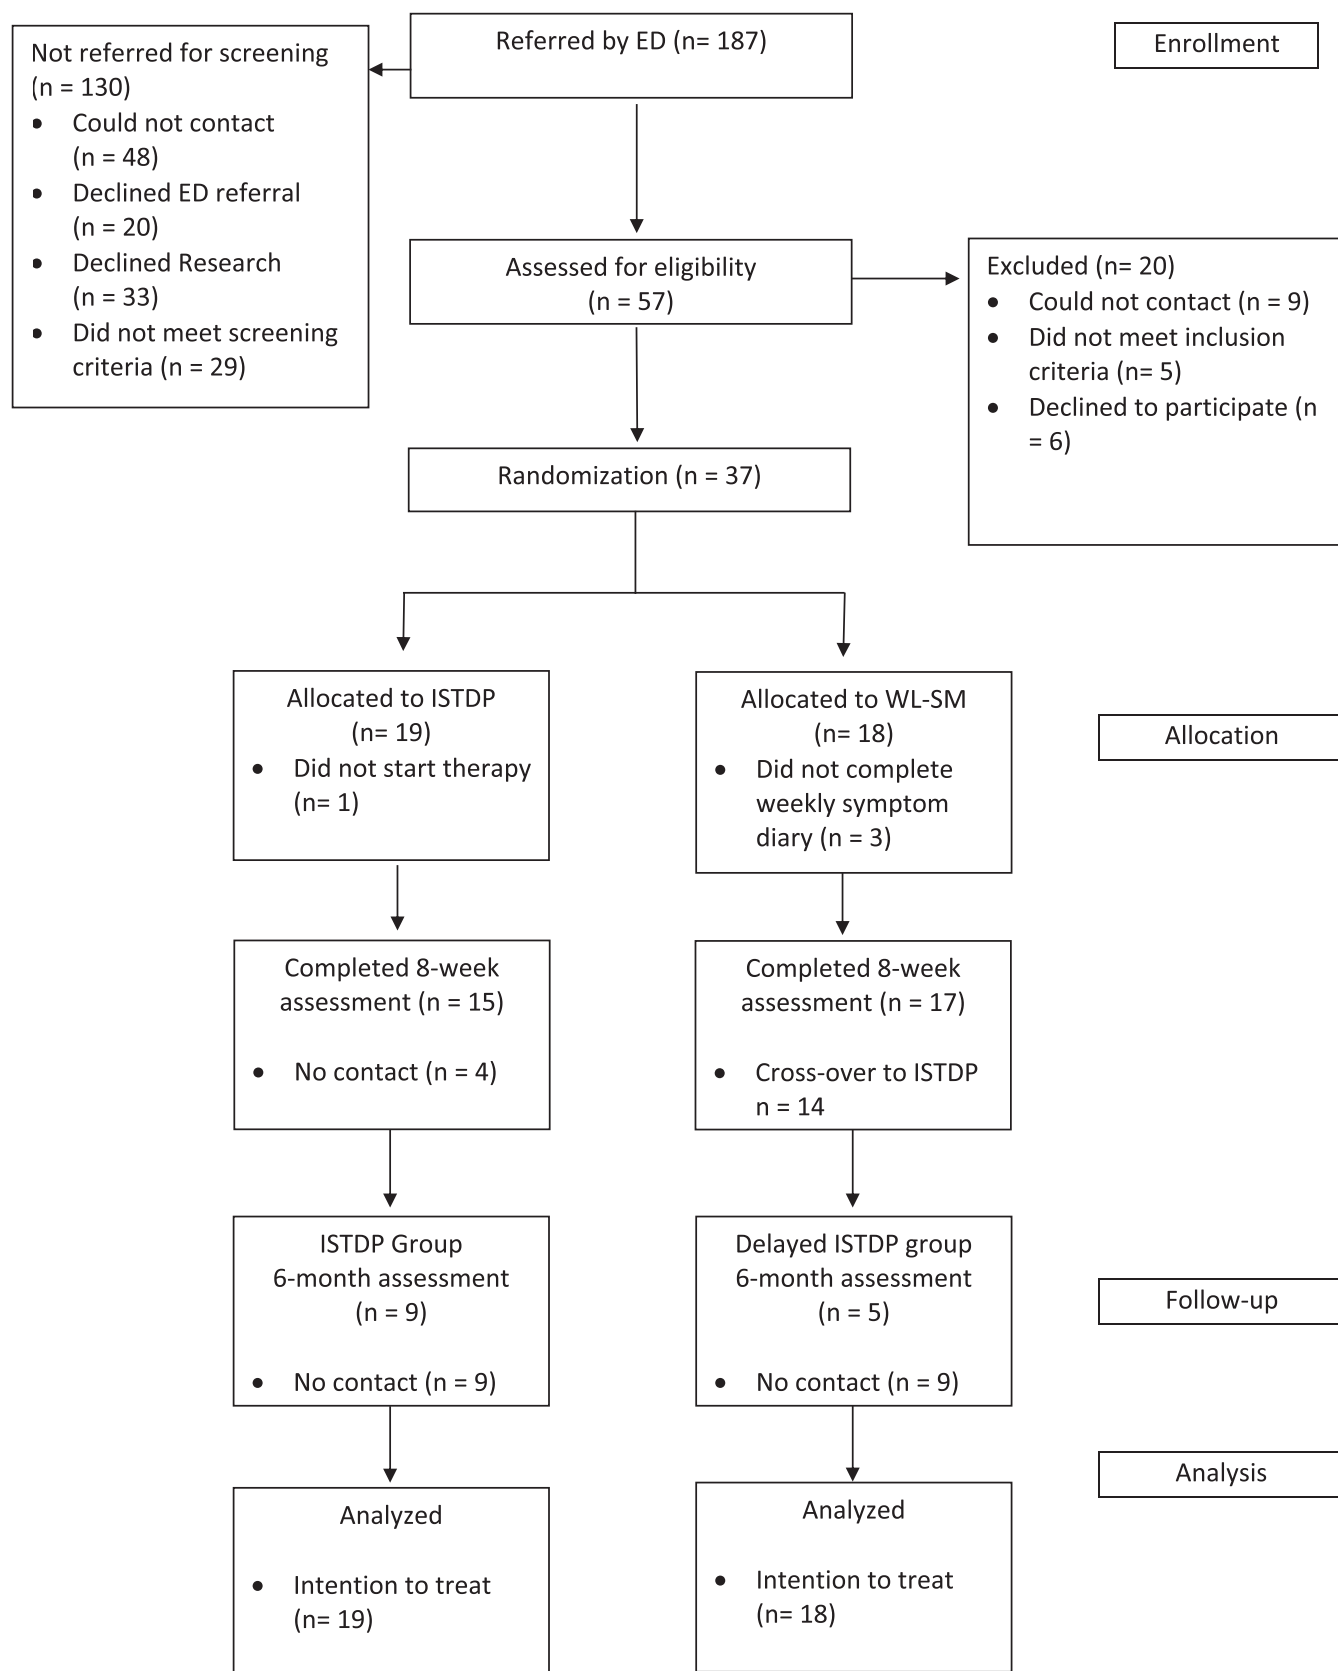 Referred by ED (n= 187)
Enrollment
Not referred for screening
(n = 130)
• Could not contact
(n = 48)
• Declined ED referral
(n = 20)
• Declined Research
(n = 33)
• Did not meet screening
criteria (n = 29)
Assessed for eligibility
(n = 57)
Excluded (n= 20)
• Could not contact (n = 9)
• Did not meet inclusion
criteria (n= 5)
• Declined to participate (n
= 6)
Randomization (n = 37)
Allocated to ISTDP
(n= 19)
• Did not start therapy
(n= 1)
Allocated to WL-SM
(n= 18)
• Did not complete
weekly symptom
diary (n = 3)
Allocation
Completed 8-week
assessment (n = 15)
• No contact (n = 4)
Completed 8-week
assessment (n = 17)
• Cross-over to ISTDP
n = 14
ISTDP Group
6-month assessment
(n = 9)
• No contact (n = 9)
Delayed ISTDP group
6-month assessment
(n = 5)
• No contact (n = 9)
Follow-up
Analysis
Analyzed
• Intention to treat
(n= 19)
Analyzed
• Intention to treat
(n= 18)